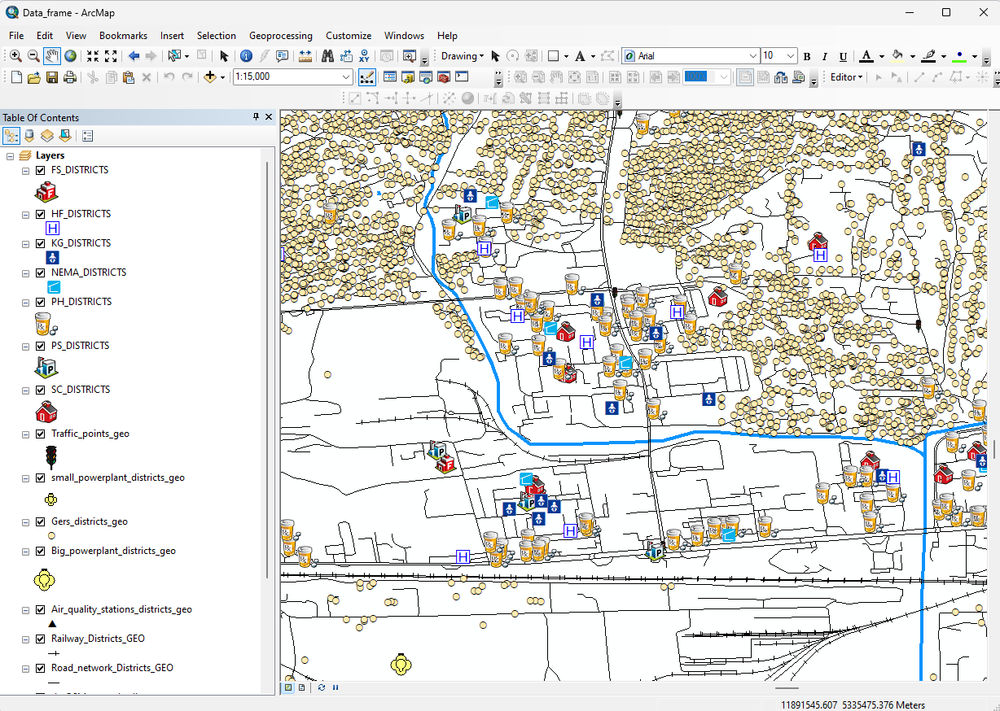 Data_frame - ArcMap
File Edit View Bookmarks Insert Selection Geoprocessing Customize Windows Help
Drawing Arial 10 B I U A
1:15,000 100% Editor
Table Of Contents
Layers
FS_DISTRICTS
HF_DISTRICTS
H
KG_DISTRICTS
NEMA_DISTRICTS
PH_DISTRICTS
PS_DISTRICTS
SC_DISTRICTS
Traffic_points_geo
small_powerplant_districts_geo
Gers_districts_geo
Big_powerplant_districts_geo
Air_quality_stations_districts_geo
Railway_Districts_GEO
Road_network_Districts_GEO
11891545.607 5335475.376 Meters